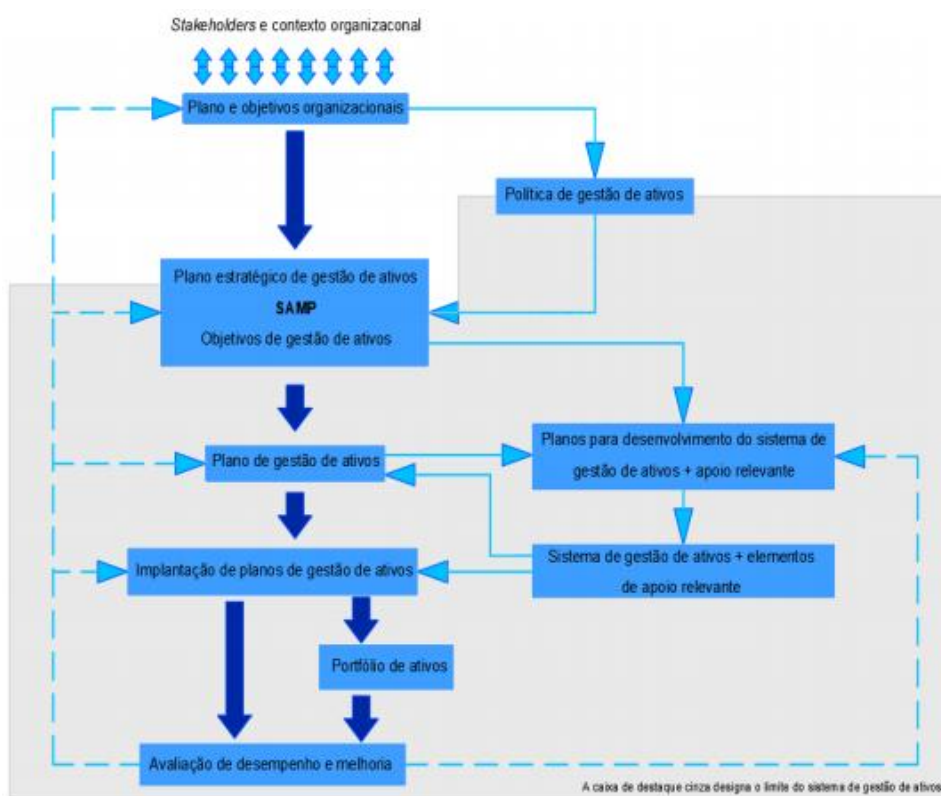 Stakeholders e contexto organizaconal
Plano e objetivos organizacionais
Política de gestão de ativos
Plano estratégico de gestão de ativos
SAMP
Objetivos de gestão de ativos
Plano de gestão de ativos
Planos para desenvolvimento do sistema de
gestão de ativos + apoio relevante
Implantação de planos de gestão de ativos
Sistema de gestão de ativos + elementos
de apoio relevante
Portfólio de ativos
Avaliação de desempenho e melhoria
A caixa de destaque cinza designa o limite do sistema de gestão de ativos